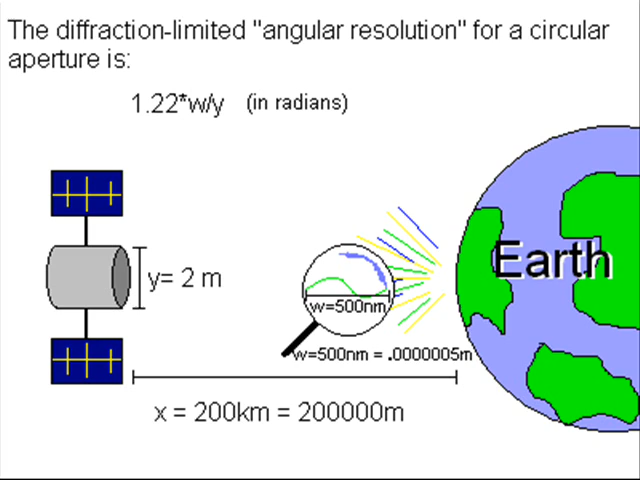 The diffraction-limited "angular resolution" for a circular
aperture is:
1.22*w/y (in radians)
y= 2 m
Earth
w=500nm
w=500nm = .0000005m
x = 200km = 200000m